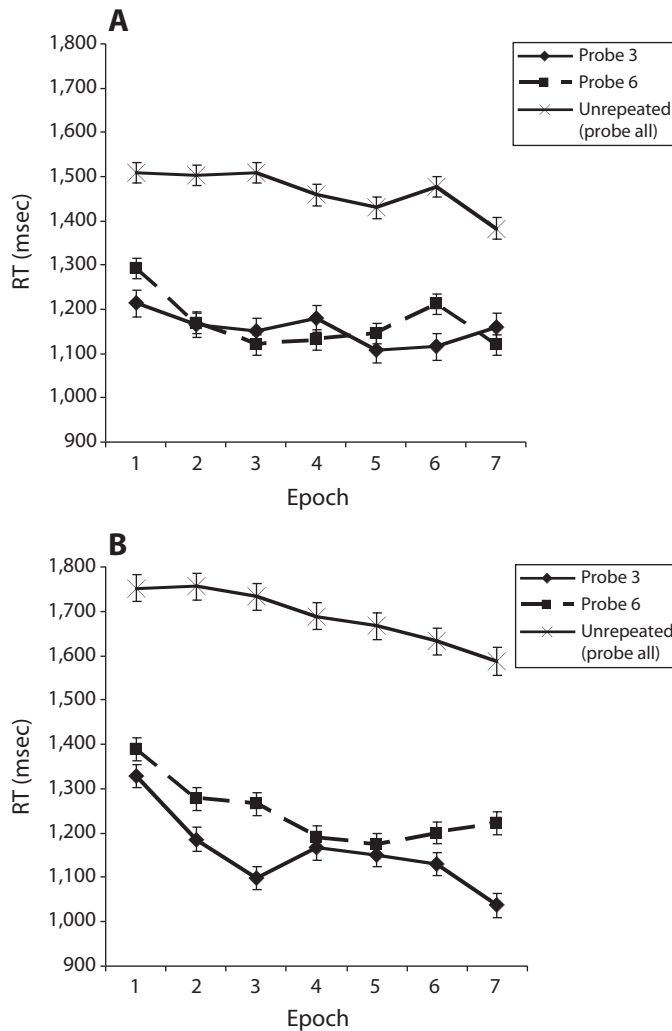 A
1,800
1,700
1,600
1,500
1,400
1,300
1,200
1,100
1,000
900
RT (msec)
1 2 3 4 5 6 7
Epoch
Probe 3
Probe 6
Unrepeated
(probe all)
B
1,800
1,700
1,600
1,500
1,400
1,300
1,200
1,100
1,000
900
RT (msec)
1 2 3 4 5 6 7
Epoch
Probe 3
Probe 6
Unrepeated
(probe all)